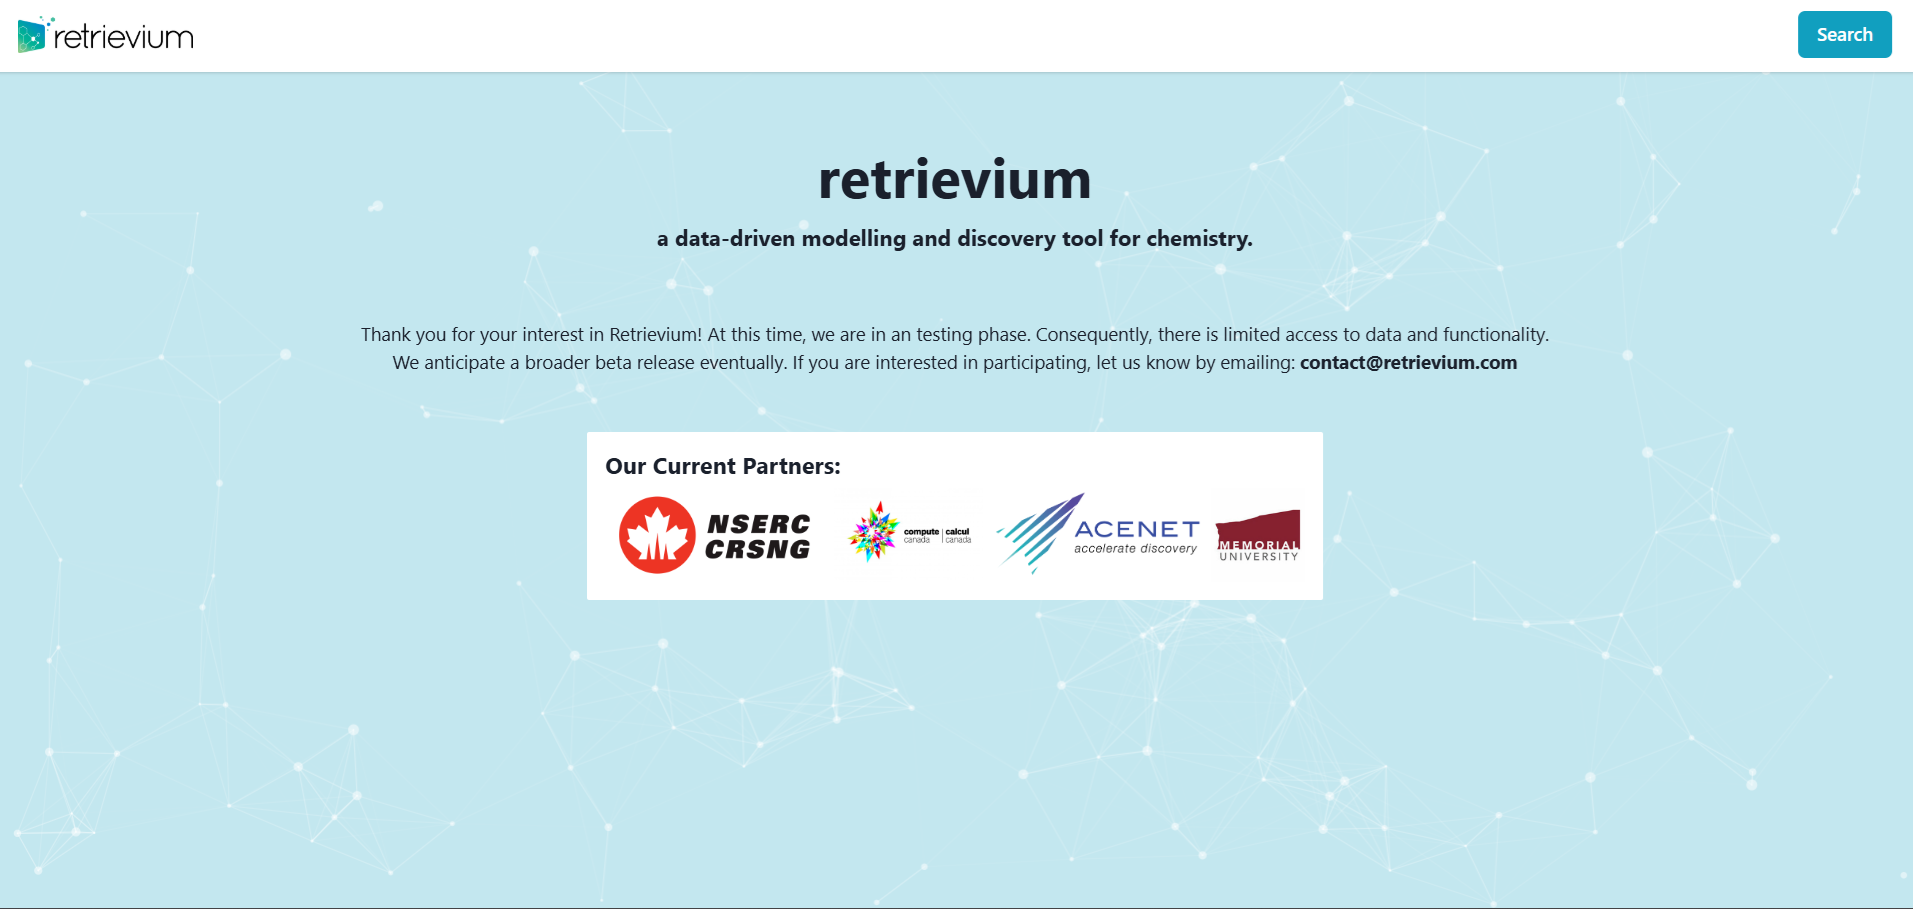 retrievium
Search
retrievium
a data-driven modelling and discovery tool for chemistry.
Thank you for your interest in Retrievium! At this time, we are in an testing phase. Consequently, there is limited access to data and functionality.
We anticipate a broader beta release eventually. If you are interested in participating, let us know by emailing: contact@retrievium.com
Our Current Partners:
NSERC
CRSNG
compute | calcul
canada | canada
ACENET
accelerate discovery
MEMORIAL
UNIVERSITY